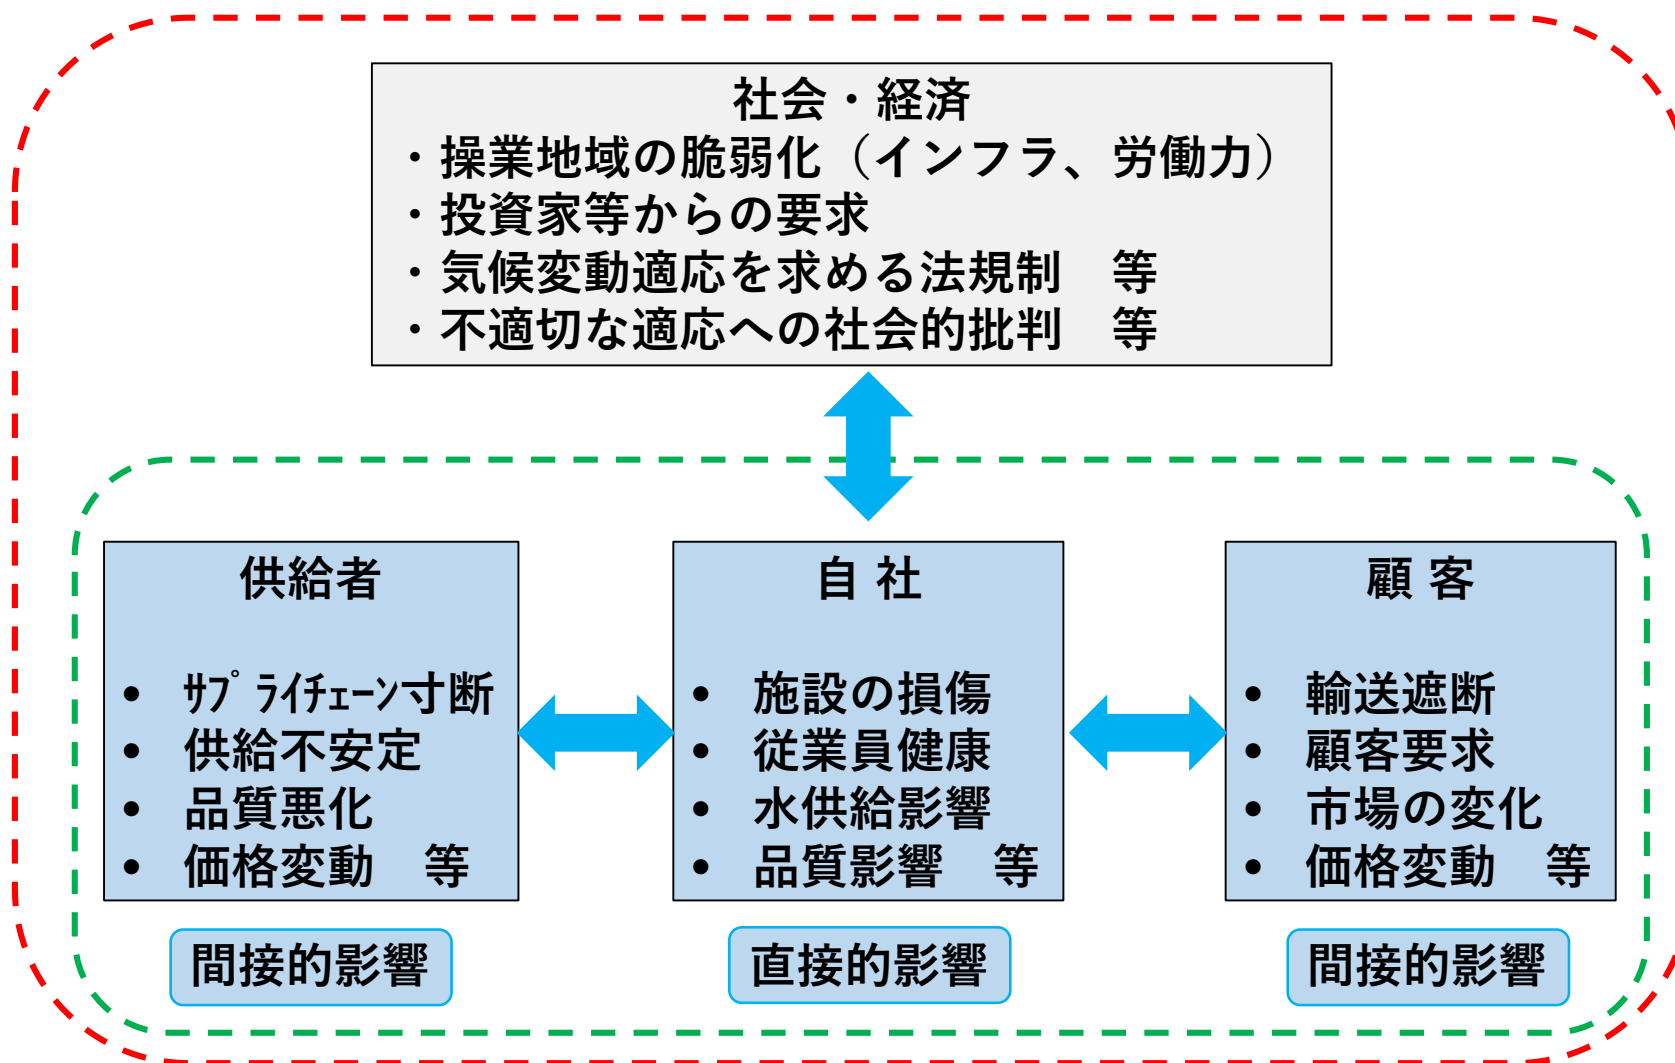 社会・経済
・操業地域の脆弱化（インフラ、労働力）
・投資家等からの要求
・気候変動適応を求める法規制　等
・不適切な適応への社会的批判　等
供給者
• ｻﾌﾟﾗｲﾁｪｰﾝ寸断
• 供給不安定
• 品質悪化
• 価格変動　等
間接的影響
自 社
• 施設の損傷
• 従業員健康
• 水供給影響
• 品質影響　等
直接的影響
顧 客
• 輸送遮断
• 顧客要求
• 市場の変化
• 価格変動　等
間接的影響